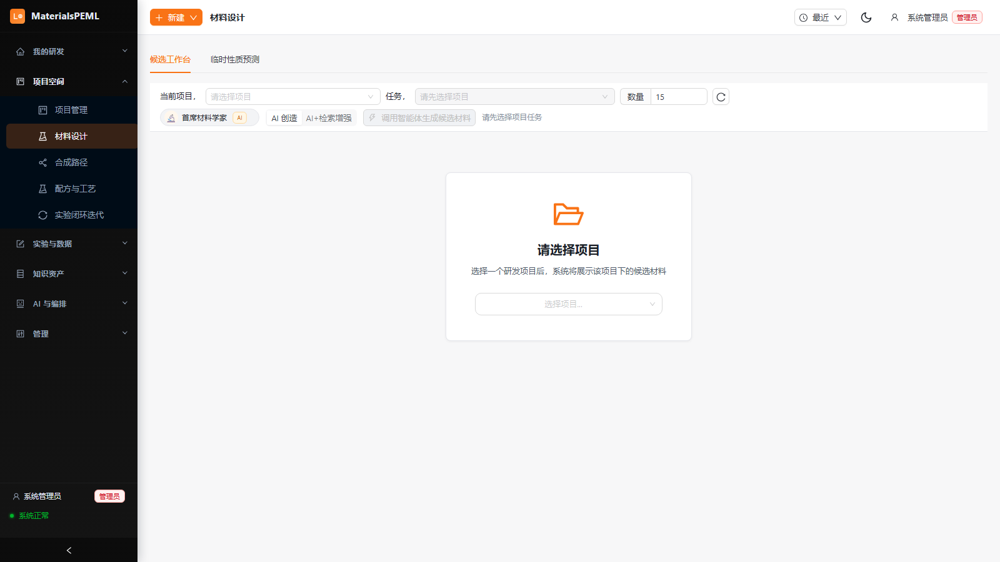 MaterialsPEML
新建
材料设计
最近
系统管理员
管理员
我的研发
项目空间
项目管理
材料设计
合成路径
配方与工艺
实验闭环迭代
实验与数据
知识资产
AI 与编排
管理
系统管理员
管理员
系统正常
候选工作台
临时性质预测
当前项目，
请选择项目
任务，
请先选择项目
数量
15
首席材料学家
AI
AI 创造
AI+检索增强
调用智能体生成候选材料
请先选择项目任务
请选择项目
选择一个研发项目后，系统将展示该项目下的候选材料
选择项目...